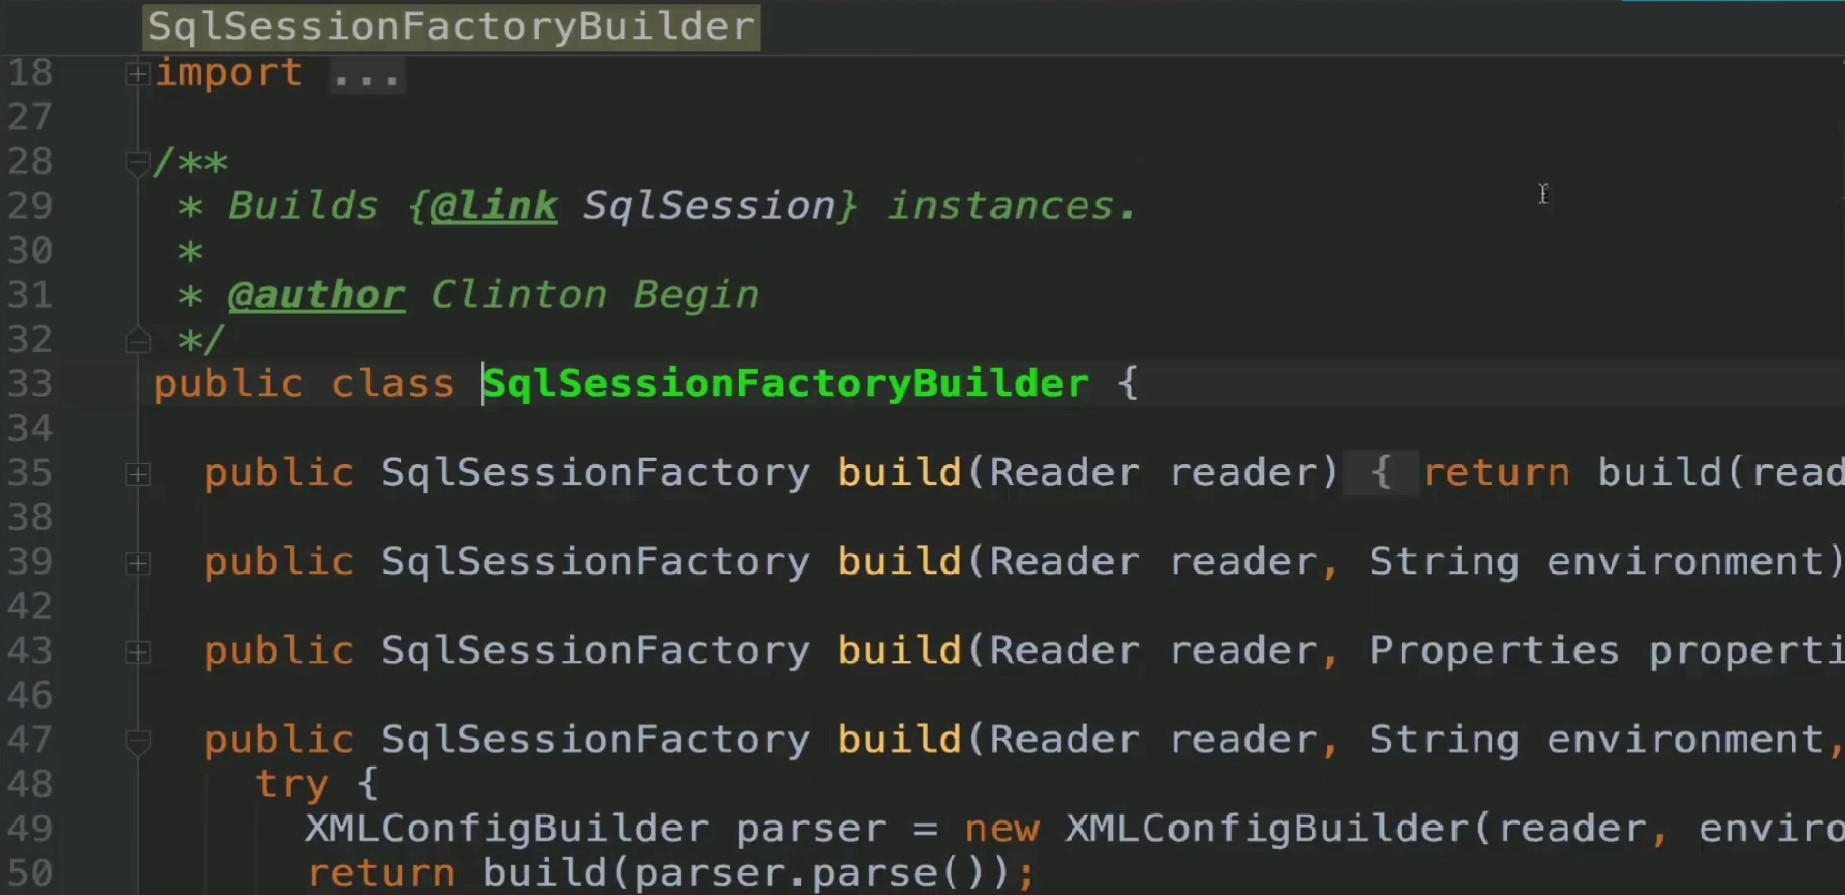 SqlSessionFactoryBuilder
18 import ...
27
28 /**
29 * Builds {@link SqlSession} instances.
30 *
31 * @author Clinton Begin
32 */
33 public class SqlSessionFactoryBuilder {
34
35 public SqlSessionFactory build(Reader reader) { return build(read
38
39 public SqlSessionFactory build(Reader reader, String environment)
42
43 public SqlSessionFactory build(Reader reader, Properties properti
46
47 public SqlSessionFactory build(Reader reader, String environment,
48 try {
49 XMLConfigBuilder parser = new XMLConfigBuilder(reader, enviro
50 return build(parser.parse());